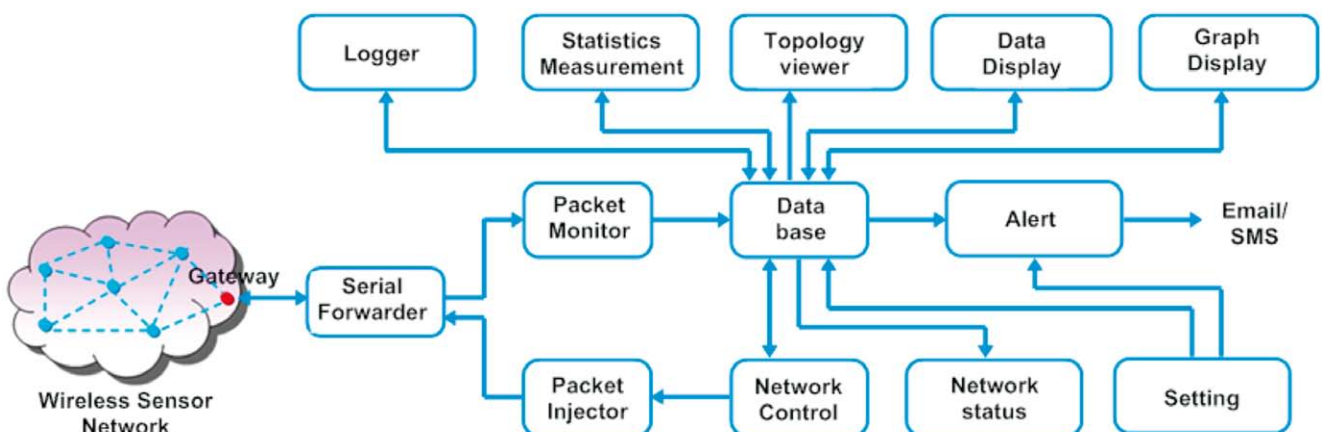 Logger
Statistics
Measurement
Topology
viewer
Data
Display
Graph
Display
Packet
Monitor
Data
base
Alert
Email/
SMS
Gateway
Serial
Forwarder
Packet
Injector
Network
Control
Network
status
Setting
Wireless Sensor
Network